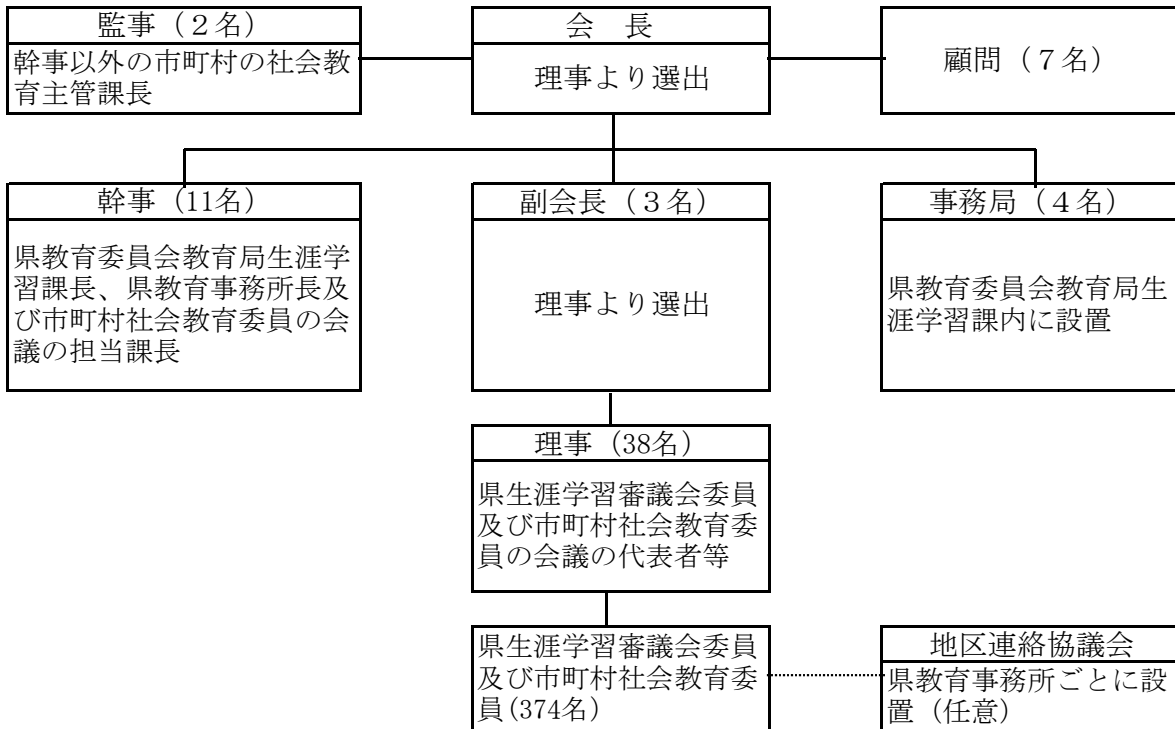 監事（２名）
幹事以外の市町村の社会教
育主管課長
会　長
理事より選出
顧問（７名）
幹事（11名）
県教育委員会教育局生涯学
習課長、県教育事務所長及
び市町村社会教育委員の会
議の担当課長
副会長（３名）
理事より選出
事務局（４名）
県教育委員会教育局生
涯学習課内に設置
理事（38名）
県生涯学習審議会委員
及び市町村社会教育委
員の会議の代表者等
県生涯学習審議会委員
及び市町村社会教育委
員(374名）
地区連絡協議会
県教育事務所ごとに設
置（任意）